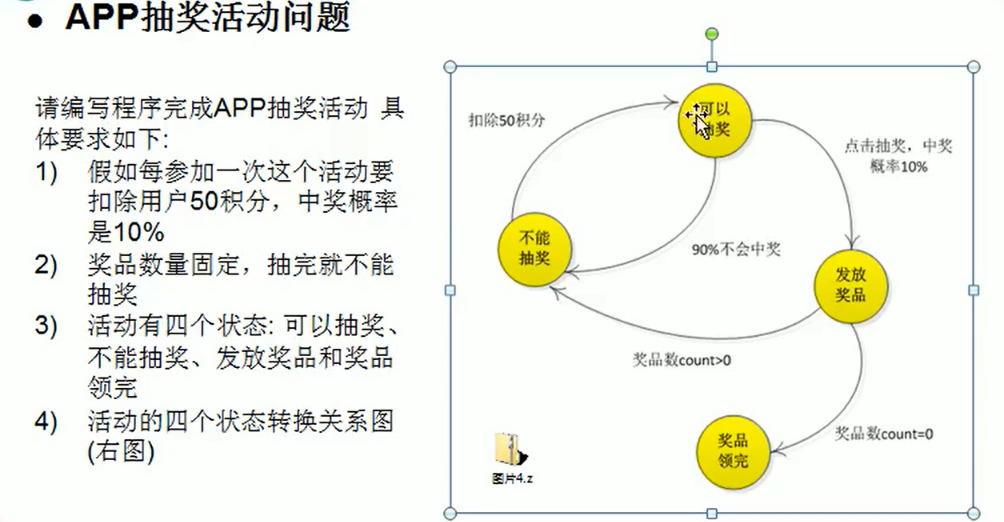 ● APP抽奖活动问题
请编写程序完成APP抽奖活动 具
体要求如下:
1) 假如每参加一次这个活动要
扣除用户50积分，中奖概率
是10%
2) 奖品数量固定，抽完就不能
抽奖
3) 活动有四个状态: 可以抽奖、
不能抽奖、发放奖品和奖品
领完
4) 活动的四个状态转换关系图
(右图)
扣除50积分
可以
抽奖
点击抽奖，中奖
概率10%
不能
抽奖
90%不会中奖
发放
奖品
奖品数count>0
奖品数count=0
奖品
领完
图片4.z